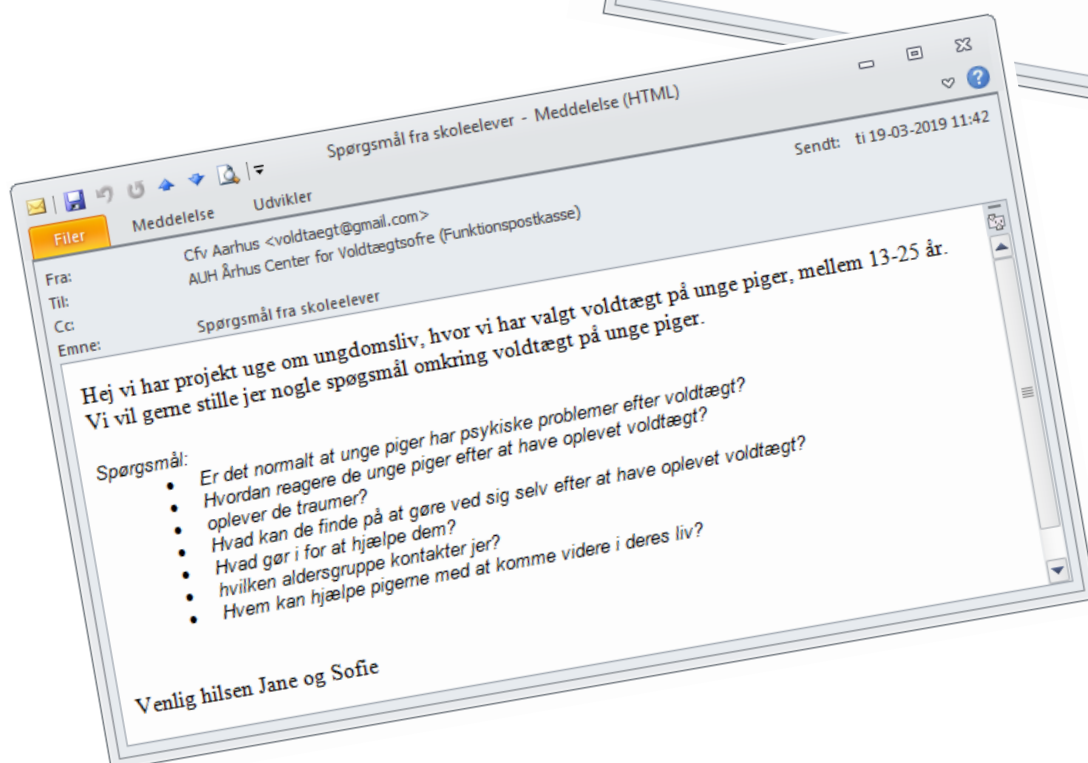 Spørgsmål fra skoleelever - Meddelelse (HTML)
Filer Meddelelse Udvikler
Sendt: ti 19-03-2019 11:42
Fra: Cfv Aarhus <voldtaegt@gmail.com>
Til: AUH Århus Center for Voldtægtsofre (Funktionspostkasse)
Cc:
Emne: Spørgsmål fra skoleelever
Hej vi har projekt uge om ungdomsliv, hvor vi har valgt voldtægt på unge piger, mellem 13-25 år.
Vi vil gerne stille jer nogle spøgsmål omkring voldtægt på unge piger.
Spørgsmål:
• Er det normalt at unge piger har psykiske problemer efter voldtægt?
• Hvordan reagere de unge piger efter at have oplevet voldtægt?
• oplever de traumer?
• Hvad kan de finde på at gøre ved sig selv efter at have oplevet voldtægt?
• Hvad gør i for at hjælpe dem?
• hvilken aldersgruppe kontakter jer?
• Hvem kan hjælpe pigerne med at komme videre i deres liv?
Venlig hilsen Jane og Sofie